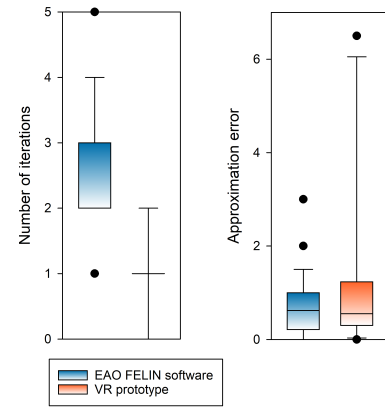 Number of iterations
5
4
3
2
1
0
Approximation error
6
4
2
0
EAO FELIN software
VR prototype